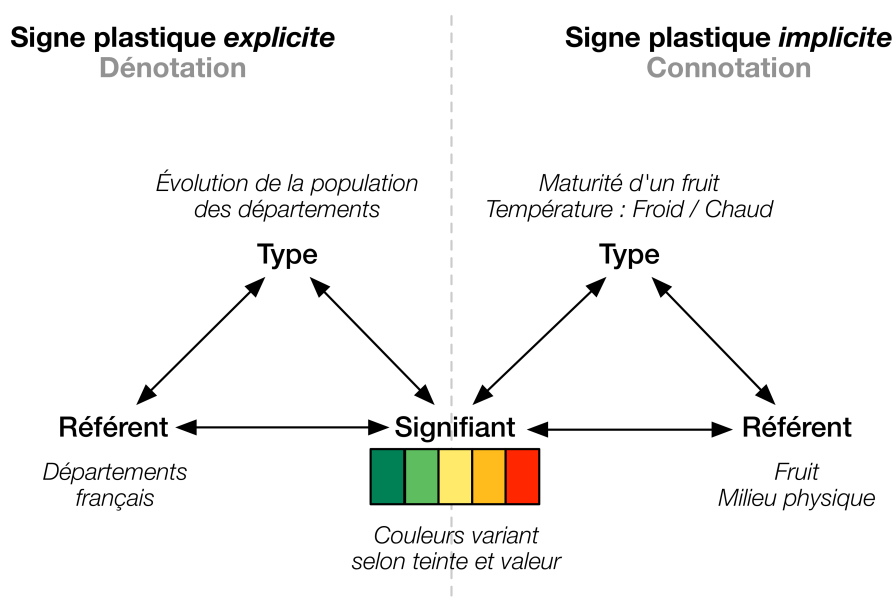 Signe plastique explicite
Dénotation
Signe plastique implicite
Connotation
Évolution de la population
des départements
Type
Maturité d'un fruit
Température : Froid / Chaud
Type
Référent
Signifiant
Référent
Départements
français
Fruit
Milieu physique
Couleurs variant
selon teinte et valeur